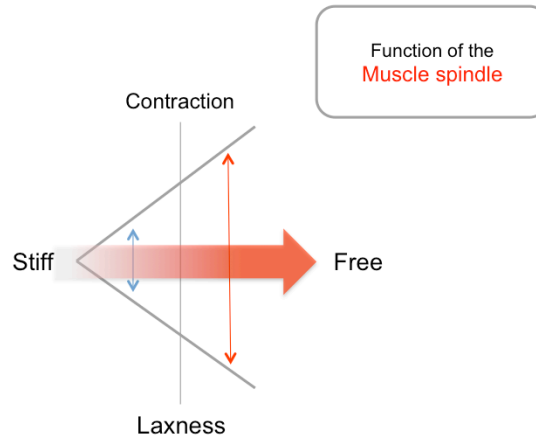 Function of the
Muscle spindle
Contraction
Stiff
Free
Laxness